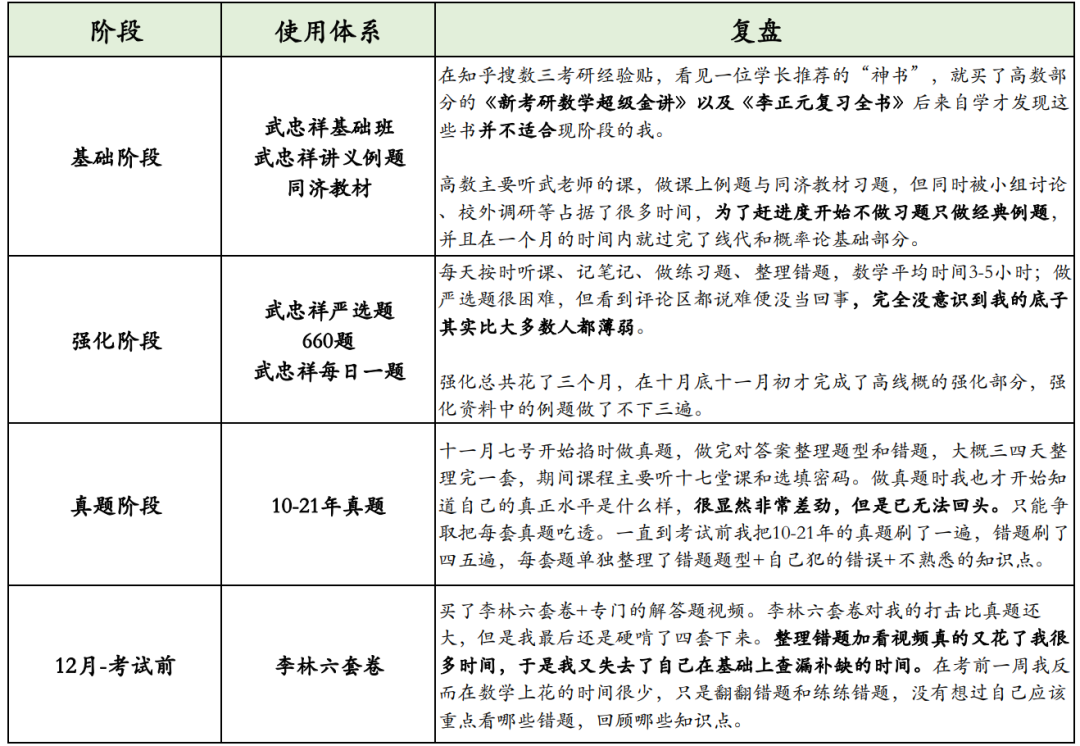 阶段
使用体系
复盘
基础阶段
武忠祥基础班
武忠祥讲义例题
同济教材
在知乎搜数三考研经验贴，看见一位学长推荐的“神书”，就买了高数部
分的《新考研数学超级金讲》以及《李正元复习全书》后来自学才发现这
些书并不适合现阶段的我。
高数主要听武老师的课，做课上例题与同济教材习题，但同时被小组讨论
、校外调研等占据了很多时间，为了赶进度开始不做习题只做经典例题，
并且在一个月的时间内就过完了线代和概率论基础部分。
强化阶段
武忠祥严选题
660题
武忠祥每日一题
每天按时听课、记笔记、做练习题、整理错题，数学平均时间3-5小时；做
严选题很困难，但看到评论区都说难便没当回事，完全没意识到我的底子
其实比大多数人都薄弱。
强化总共花了三个月，在十月底十一月初才完成了高线概的强化部分，强
化资料中的例题做了不下三遍。
真题阶段
10-21年真题
十一月七号开始掐时做真题，做完对答案整理题型和错题，大概三四天整
理完一套，期间课程主要听十七堂课和选填密码。做真题时我也才开始知
道自己的真正水平是什么样，很显然非常差劲，但是已无法回头。只能争
取把每套真题吃透。一直到考试前我把10-21年的真题刷了一遍，错题刷了
四五遍，每套题单独整理了错题题型+自己犯的错误+不熟悉的知识点。
12月-考试前
李林六套卷
买了李林六套卷+专门的解答题视频。李林六套卷对我的打击比真题还
大，但是我最后还是硬啃了四套下来。整理错题加看视频真的又花了我很
多时间，于是我又失去了自己在基础上查漏补缺的时间。在考前一周我反
而在数学上花的时间很少，只是翻翻错题和练练错题，没有想过自己应该
重点看哪些错题，回顾哪些知识点。